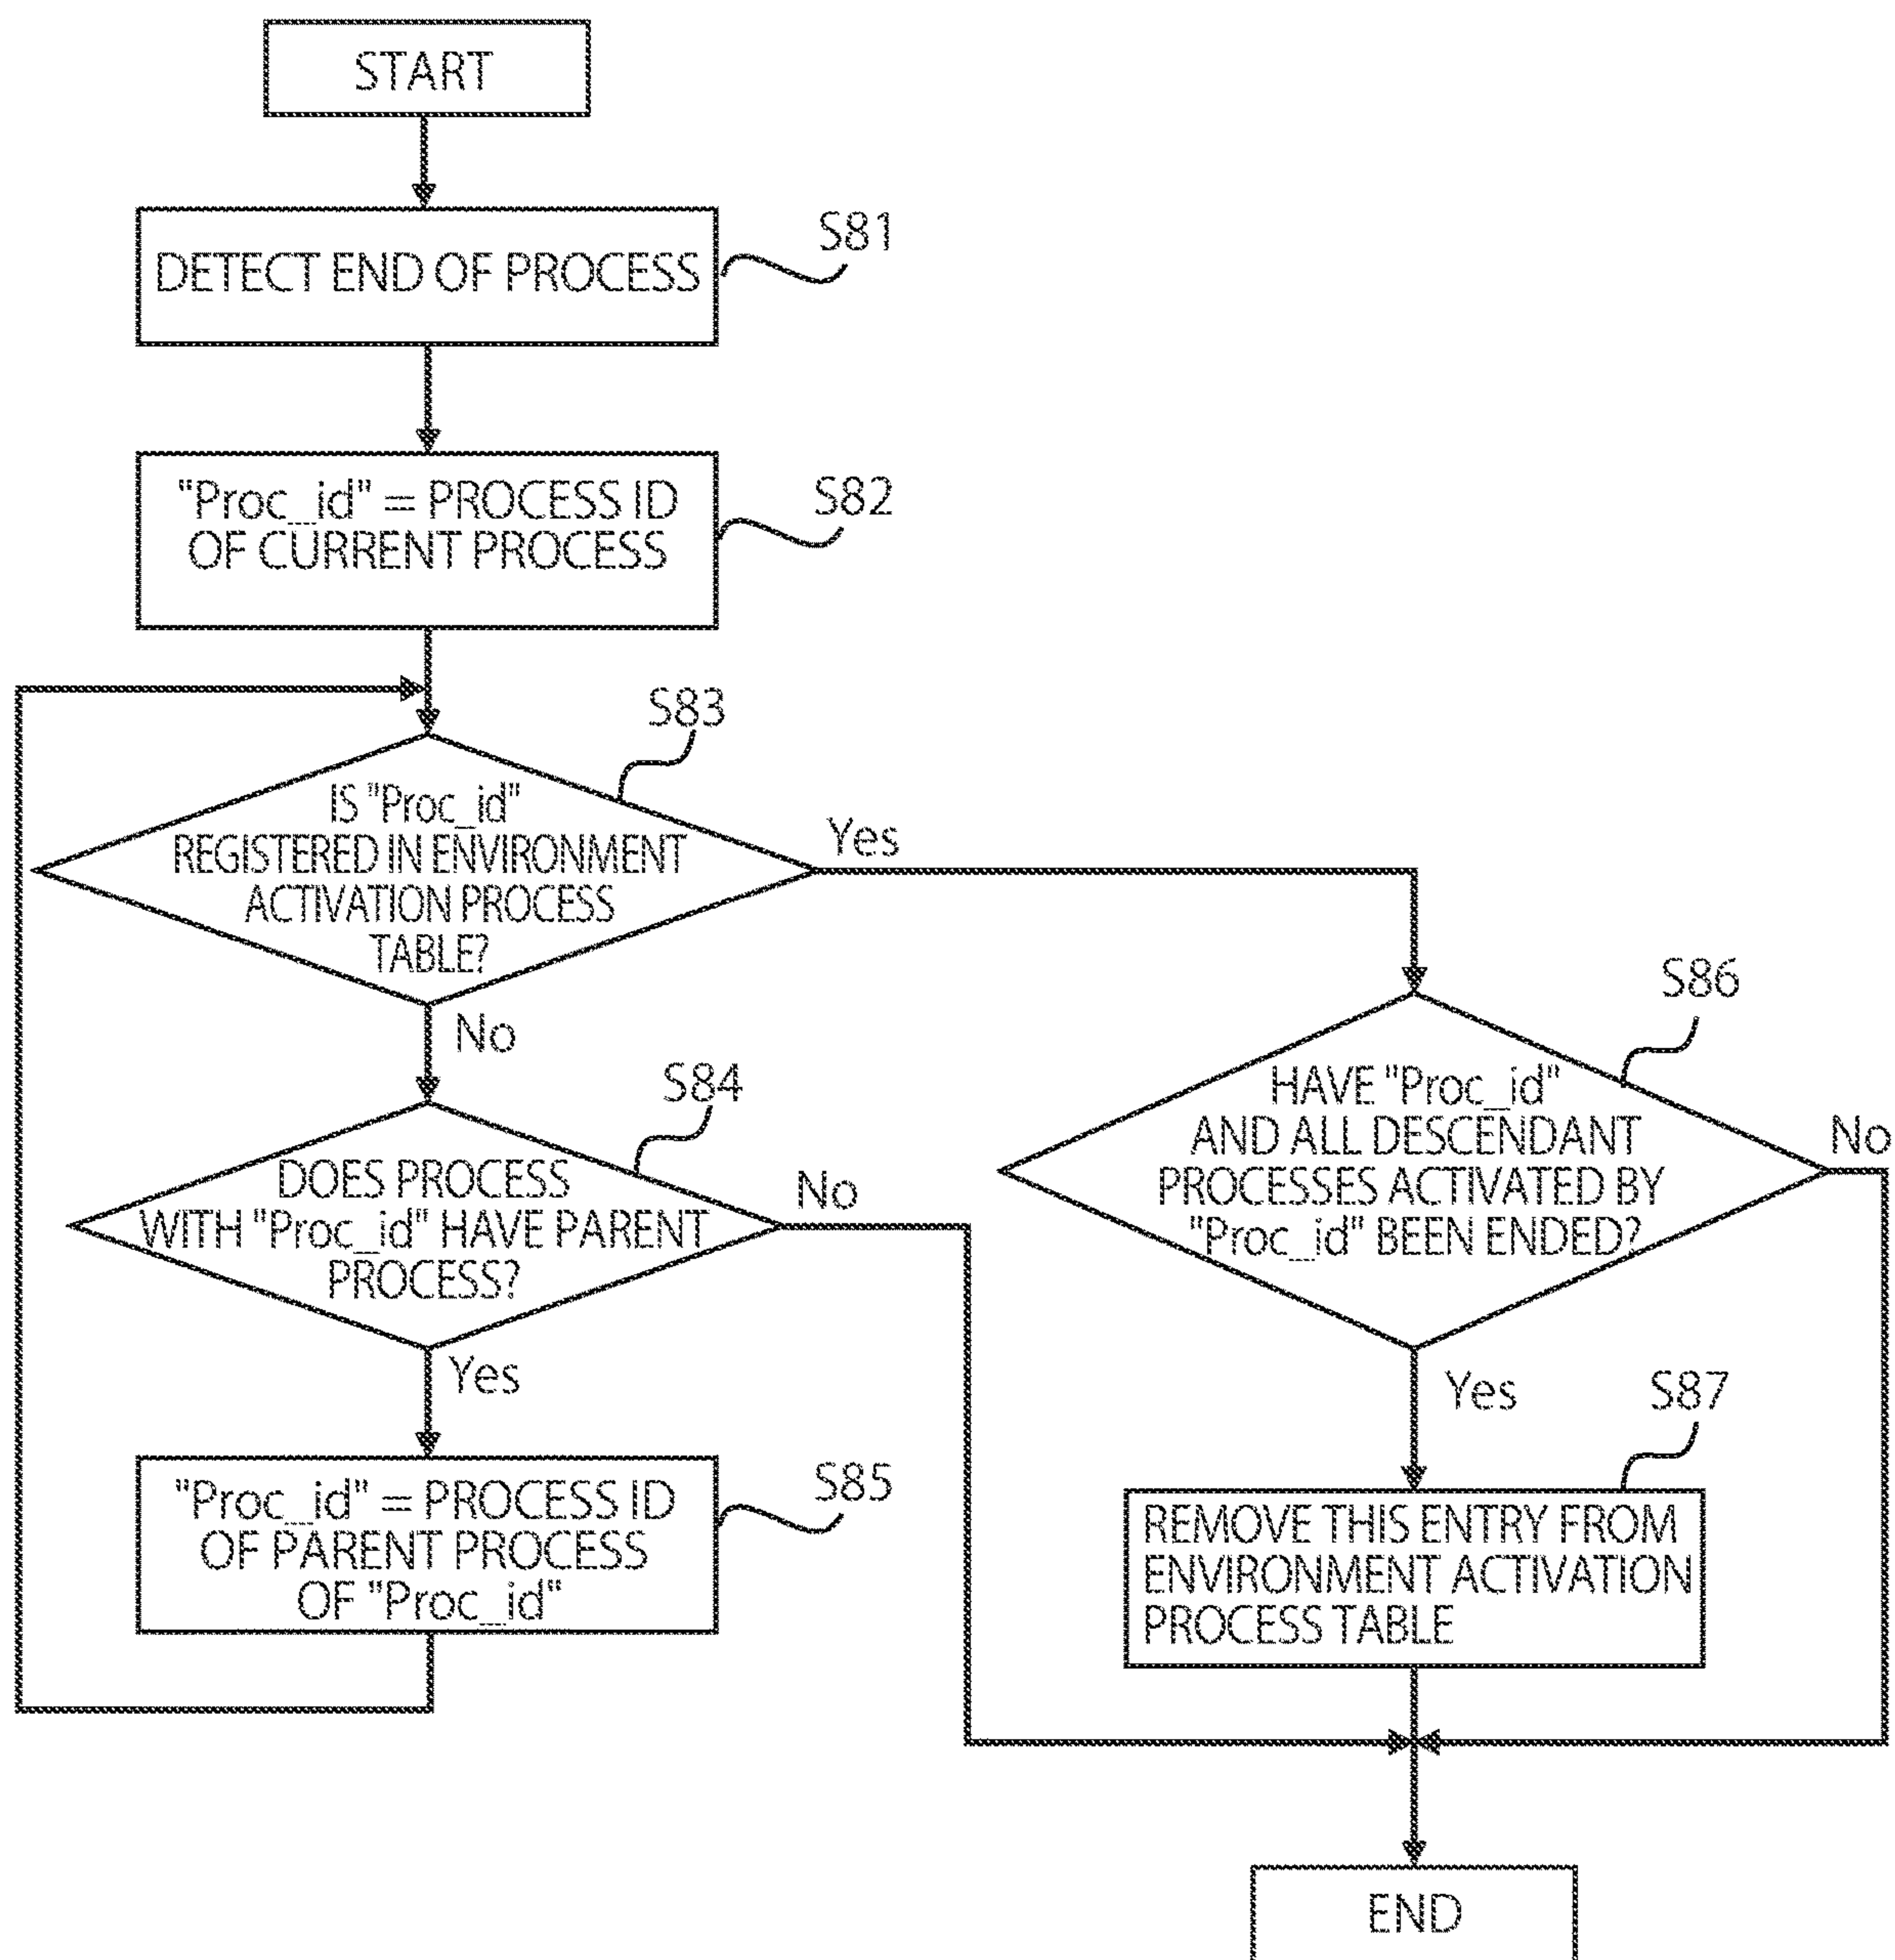 START
DETECT END OF PROCESS
S81
"Proc_id" = PROCESS ID
OF CURRENT PROCESS
S82
S83
IS "Proc_id"
REGISTERED IN ENVIRONMENT
ACTIVATION PROCESS
TABLE?
Yes
No
S84
DOES PROCESS
WITH "Proc_id" HAVE PARENT
PROCESS?
No
Yes
"Proc_id" = PROCESS ID
OF PARENT PROCESS
OF "Proc_id"
S85
S86
HAVE "Proc_id"
AND ALL DESCENDANT
PROCESSES ACTIVATED BY
"Proc_id" BEEN ENDED?
No
Yes
S87
REMOVE THIS ENTRY FROM
ENVIRONMENT ACTIVATION
PROCESS TABLE
END